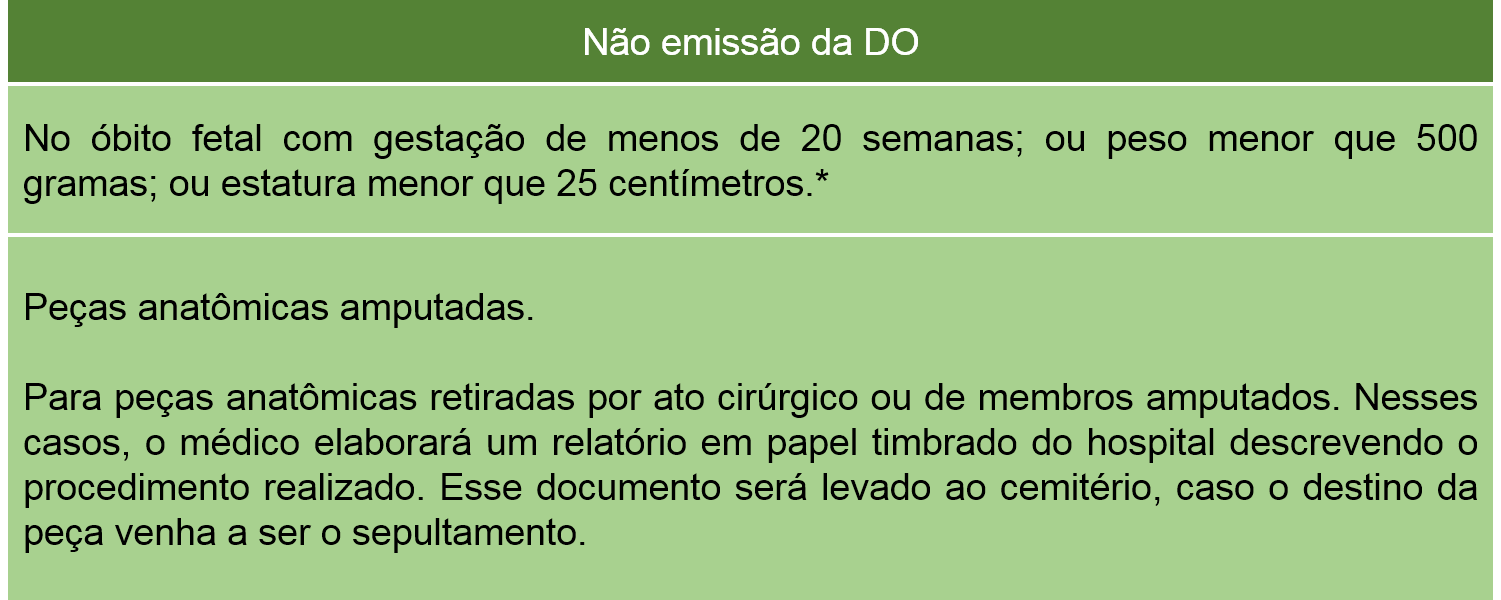 Não emissão da DO
No óbito fetal com gestação de menos de 20 semanas; ou peso menor que 500
gramas; ou estatura menor que 25 centímetros.*
Peças anatômicas amputadas.
Para peças anatômicas retiradas por ato cirúrgico ou de membros amputados. Nesses
casos, o médico elaborará um relatório em papel timbrado do hospital descrevendo o
procedimento realizado. Esse documento será levado ao cemitério, caso o destino da
peça venha a ser o sepultamento.